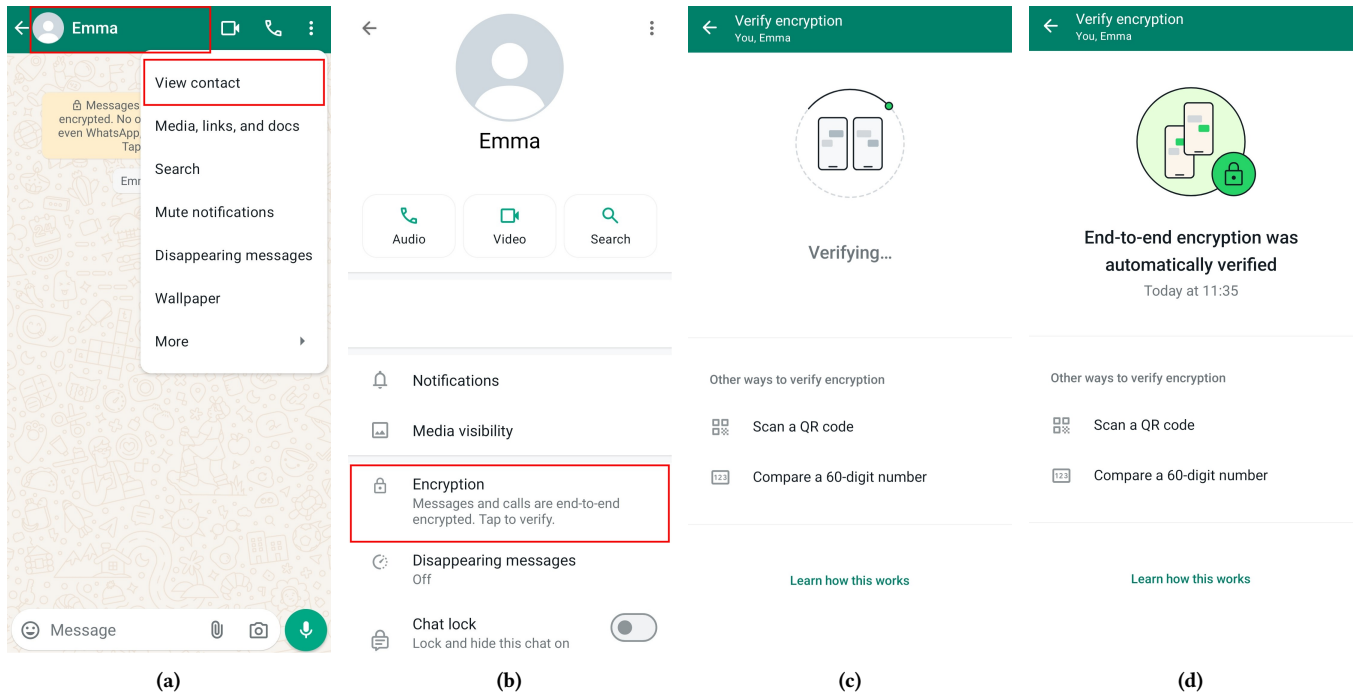 Emma
View contact
Messages
encrypted. No o
even WhatsApp,
Tap
Media, links, and docs
Search
Emr
Mute notifications
Disappearing messages
Wallpaper
More
Message
(a)
Emma
Audio Video Search
Notifications
Media visibility
Encryption
Messages and calls are end-to-end
encrypted. Tap to verify.
Disappearing messages
Off
Chat lock
Lock and hide this chat on
(b)
Verify encryption
You, Emma
Verifying...
Other ways to verify encryption
Scan a QR code
123 Compare a 60-digit number
Learn how this works
(c)
Verify encryption
You, Emma
End-to-end encryption was
automatically verified
Today at 11:35
Other ways to verify encryption
Scan a QR code
123 Compare a 60-digit number
Learn how this works
(d)